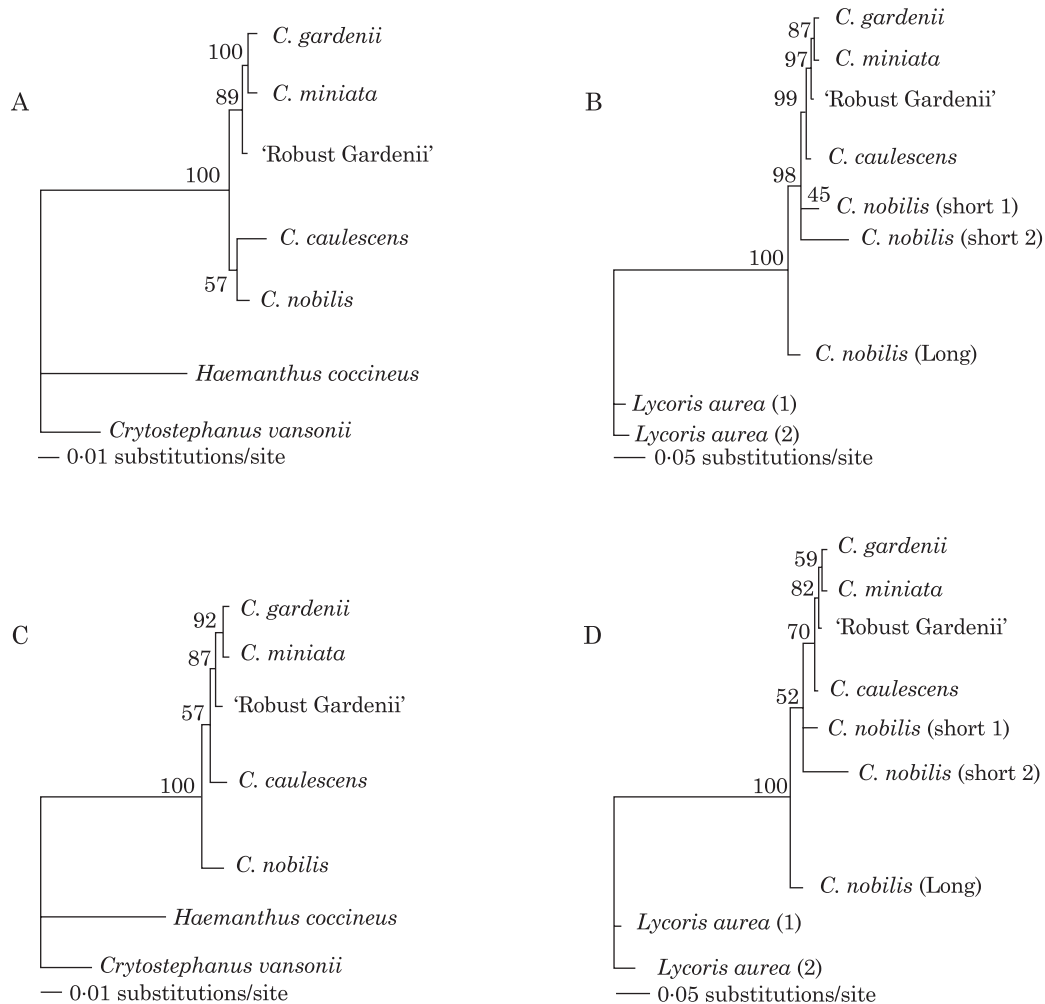 A
100
C. gardenii
C. miniata
89
'Robust Gardenii'
100
C. caulescens
57
C. nobilis
Haemanthus coccineus
Crytostephanus vansonii
0·01 substitutions/site
B
87
C. gardenii
97
C. miniata
'Robust Gardenii'
99
C. caulescens
98
45
C. nobilis (short 1)
C. nobilis (short 2)
100
C. nobilis (Long)
Lycoris aurea (1)
Lycoris aurea (2)
0·05 substitutions/site
C
92
C. gardenii
87
C. miniata
'Robust Gardenii'
57
C. caulescens
100
C. nobilis
Haemanthus coccineus
Crytostephanus vansonii
0·01 substitutions/site
D
59
C. gardenii
82
C. miniata
70
'Robust Gardenii'
C. caulescens
52
C. nobilis (short 1)
C. nobilis (short 2)
100
C. nobilis (Long)
Lycoris aurea (1)
Lycoris aurea (2)
0·05 substitutions/site